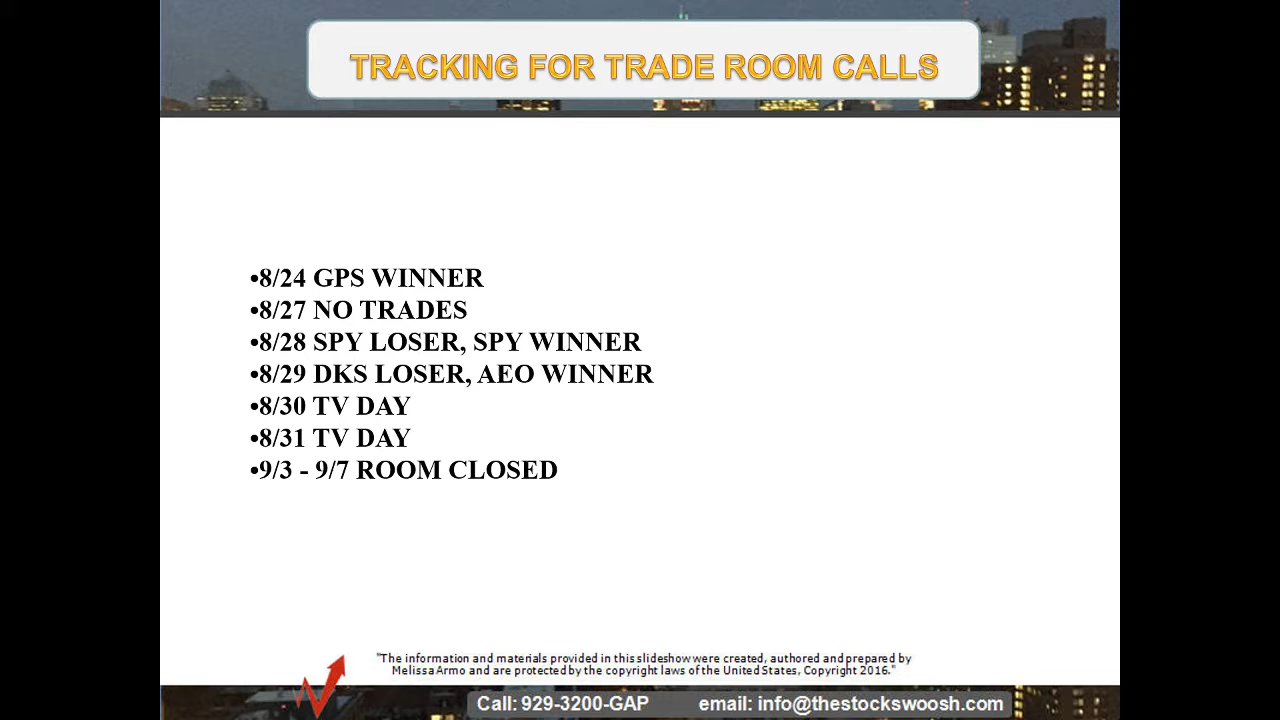 TRACKING FOR TRADE ROOM CALLS
•8/24 GPS WINNER
•8/27 NO TRADES
•8/28 SPY LOSER, SPY WINNER
•8/29 DKS LOSER, AEO WINNER
•8/30 TV DAY
•8/31 TV DAY
•9/3 - 9/7 ROOM CLOSED
"The information and materials provided in this slideshow were created, authored and prepared by
Melissa Armo and are protected by the copyright laws of the United States, Copyright 2016."
Call: 929-3200-GAP email: info@thestockswoosh.com